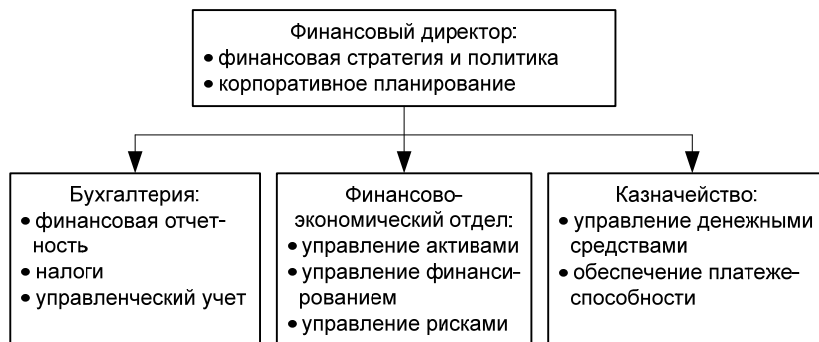 Финансовый директор:
• финансовая стратегия и политика
• корпоративное планирование
Бухгалтерия:
• финансовая отчет-
ность
• налоги
• управленческий учет
Финансово-
экономический отдел:
• управление активами
• управление финанси-
рованием
• управление рисками
Казначейство:
• управление денежными
средствами
• обеспечение платеже-
способности